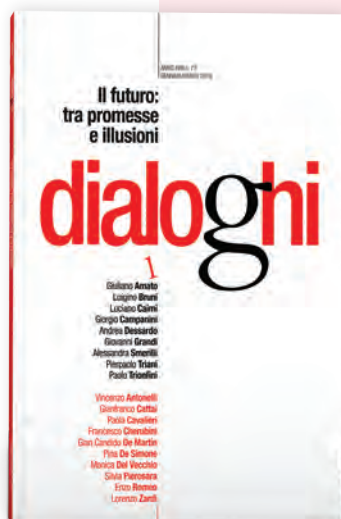 Il futuro:
tra promesse
e illusioni
dialoghi
1
Giuliano Amato
Luigino Bruni
Luciano Caimi
Giorgio Campanini
Andrea Dessardo
Giovanni Grandi
Alessandra Smerilli
Pierpaolo Triani
Paolo Trionfini
Vincenzo Antonelli
Gianfranco Cattai
Paola Cavalieri
Francesco Cherubini
Gian Candido De Martin
Pina De Simone
Monica Del Vecchio
Silvia Pierosara
Enzo Romeo
Lorenzo Zardi